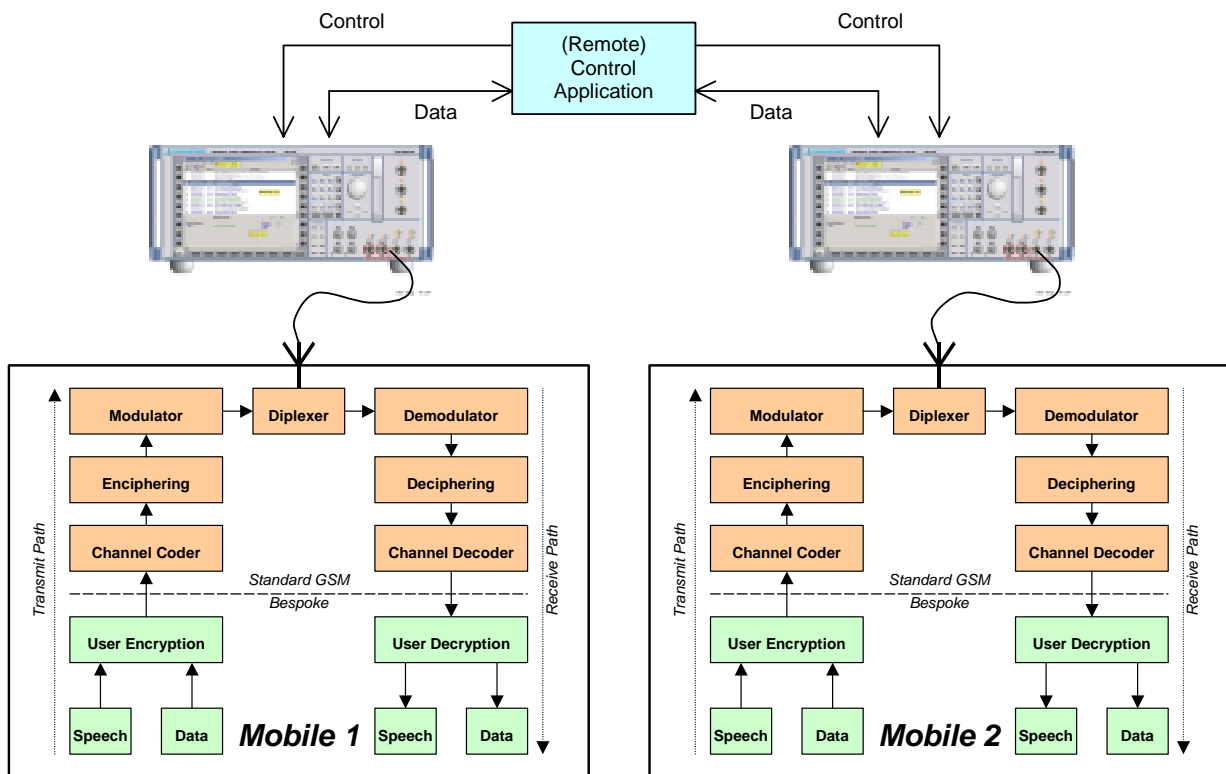 Control
(Remote)
Control
Application
Control
Data
Data
Modulator
Diplexer
Demodulator
Enciphering
Deciphering
Channel Coder
Channel Decoder
Transmit Path
Receive Path
Standard GSM
Bespoke
User Encryption
User Decryption
Speech
Data
Mobile 1
Speech
Data
Modulator
Diplexer
Demodulator
Enciphering
Deciphering
Channel Coder
Channel Decoder
Transmit Path
Receive Path
Standard GSM
Bespoke
User Encryption
User Decryption
Speech
Data
Mobile 2
Speech
Data